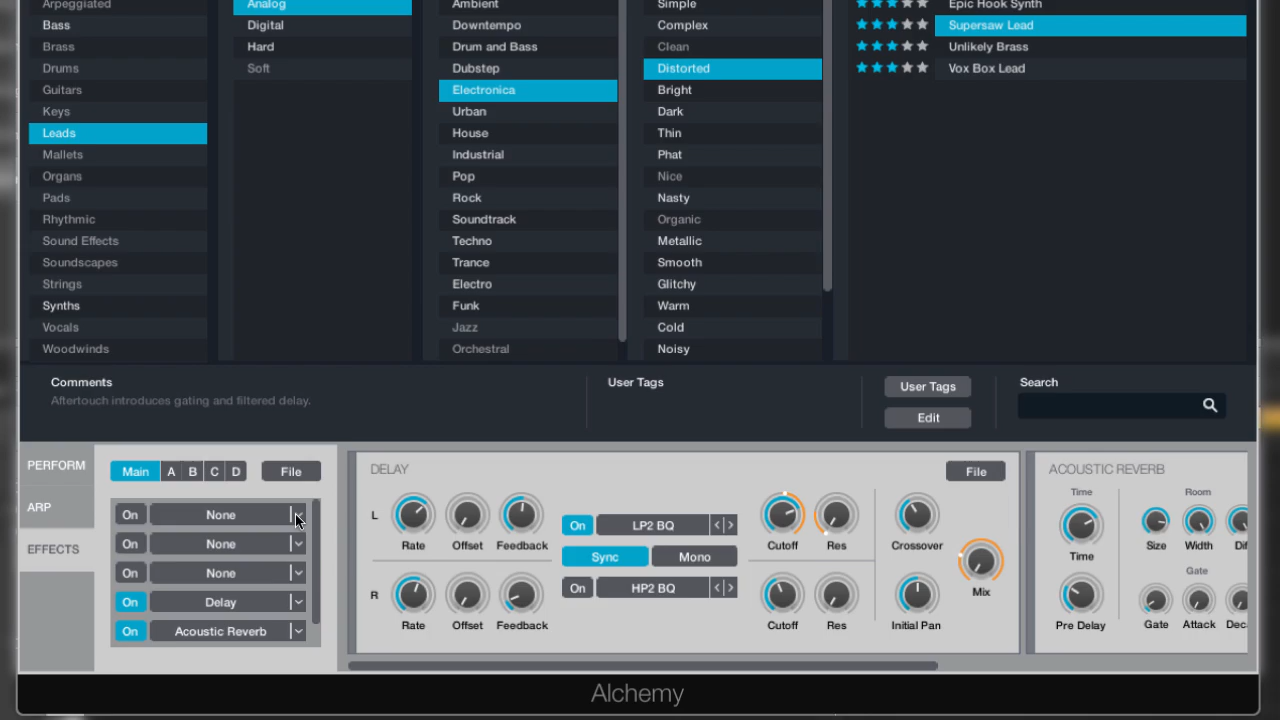 Arpeggiated
Bass
Brass
Drums
Guitars
Keys
Leads
Mallets
Organs
Pads
Rhythmic
Sound Effects
Soundscapes
Strings
Synths
Vocals
Woodwinds
Analog
Digital
Hard
Soft
Ambient
Downtempo
Drum and Bass
Dubstep
Electronica
Urban
House
Industrial
Pop
Rock
Soundtrack
Techno
Trance
Electro
Funk
Jazz
Orchestral
Simple
Complex
Clean
Distorted
Bright
Dark
Thin
Phat
Nice
Nasty
Organic
Metallic
Smooth
Glitchy
Warm
Cold
Noisy
Epic Hook Synth
Supersaw Lead
Unlikely Brass
Vox Box Lead
Comments
Aftertouch introduces gating and filtered delay.
User Tags
User Tags
Edit
Search
PERFORM
ARP
EFFECTS
Main A B C D File
On None
On None
On None
On Delay
On Acoustic Reverb
DELAY File
L
Rate Offset Feedback
On LP2 BQ
Sync Mono
On HP2 BQ
R
Rate Offset Feedback
Cutoff Res
Cutoff Res
Crossover
Initial Pan
Mix
ACOUSTIC REVERB
Time
Time
Pre Delay
Room
Size Width
Gate
Gate Attack
Alchemy